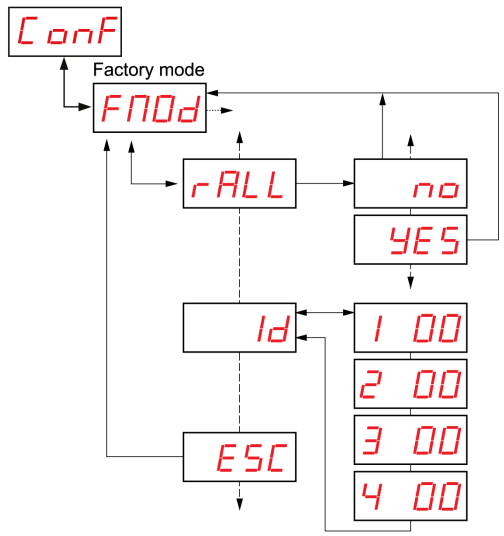 ConF
Factory mode
FMOd
rALL
no
YES
Id
1 00
2 00
3 00
ESC
4 00